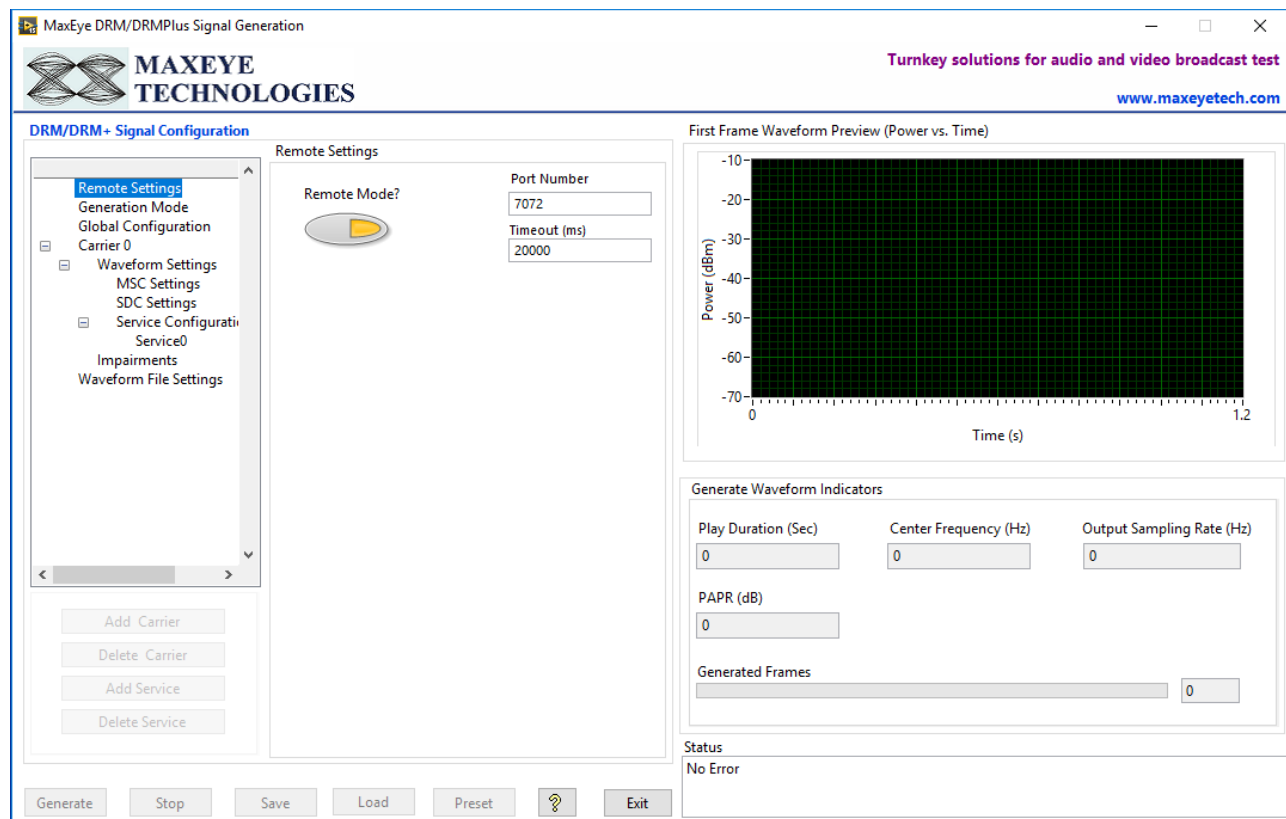 MaxEye DRM/DRMPlus Signal Generation
MAXEYE
TECHNOLOGIES
Turnkey solutions for audio and video broadcast test
www.maxeyetech.com
DRM/DRM+ Signal Configuration
Remote Settings
Generation Mode
Global Configuration
Carrier 0
Waveform Settings
MSC Settings
SDC Settings
Service Configurati
Service0
Impairments
Waveform File Settings
Add Carrier
Delete Carrier
Add Service
Delete Service
Remote Settings
Remote Mode?
Port Number
7072
Timeout (ms)
20000
First Frame Waveform Preview (Power vs. Time)
Power (dBm)
-10
-20
-30
-40
-50
-60
-70
0 1.2
Time (s)
Generate Waveform Indicators
Play Duration (Sec) Center Frequency (Hz) Output Sampling Rate (Hz)
0 0 0
PAPR (dB)
0
Generated Frames
0
Status
No Error
Generate Stop Save Load Preset ? Exit